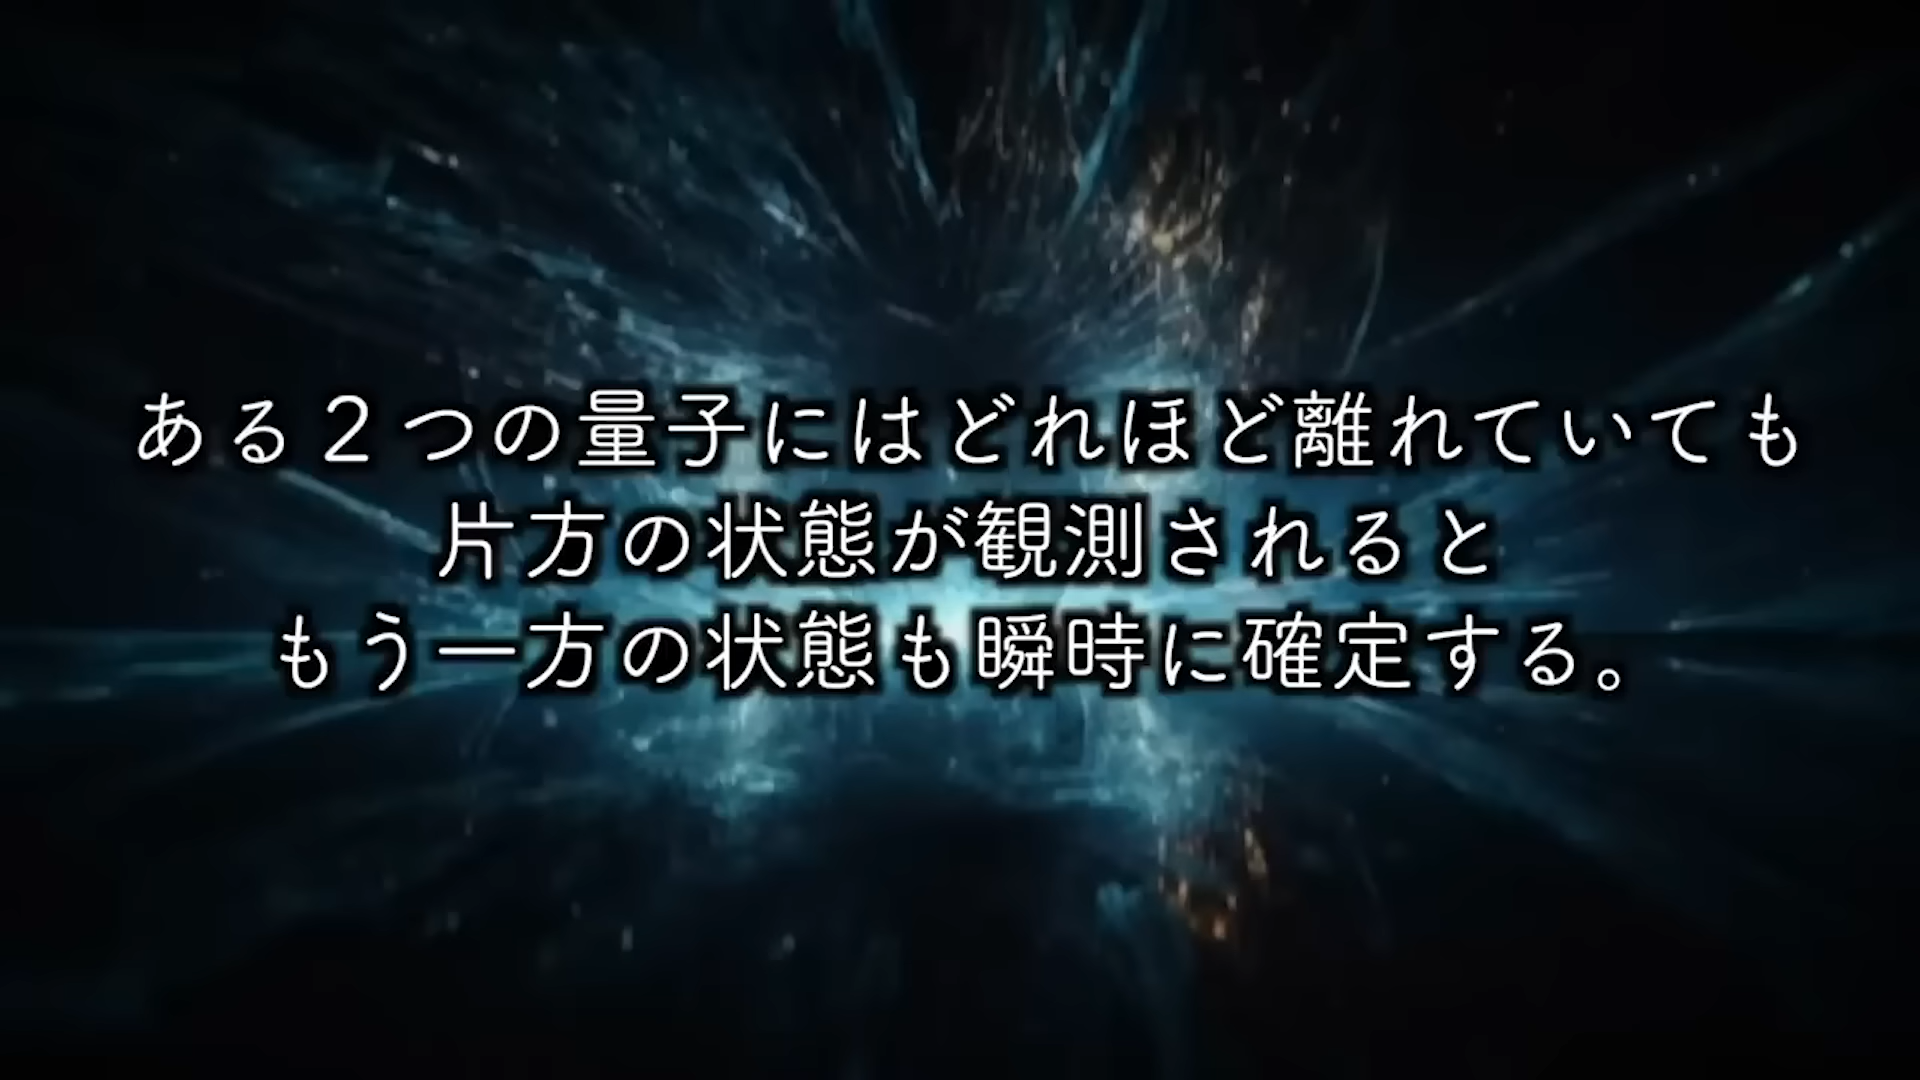 ある２つの量子にはどれほど離れていても
片方の状態が観測されると
もう一方の状態も瞬時に確定する。